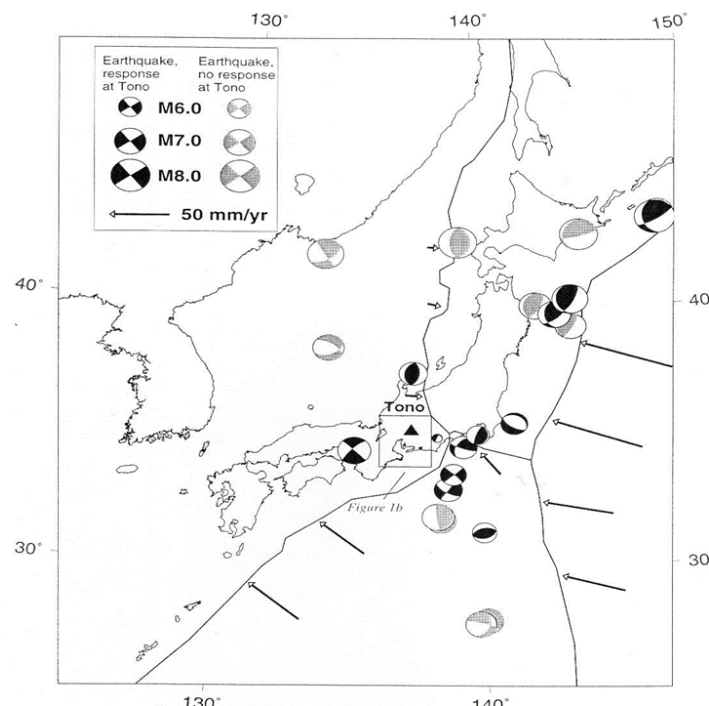 130°
140°
150°
Earthquake, response at Tono
Earthquake, no response at Tono
M6.0
M7.0
M8.0
50 mm/yr
40°
40°
Tono
Figure 1b
30°
30
130°
140°